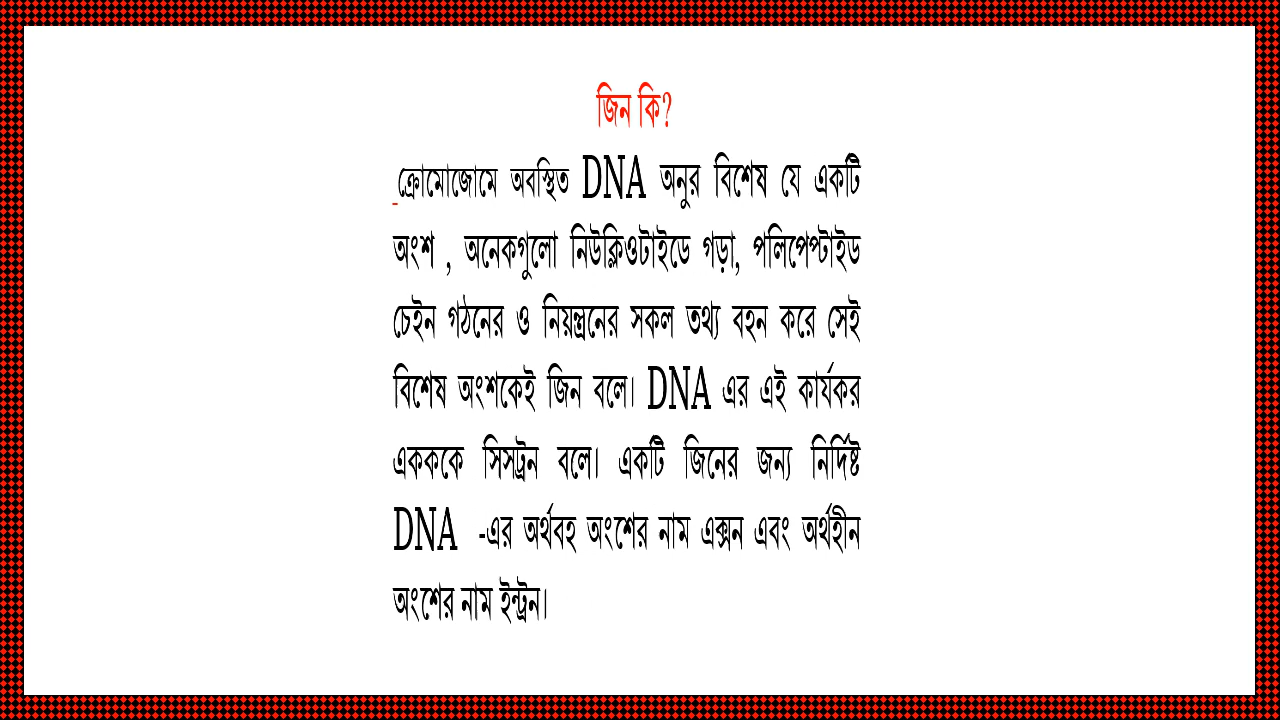 জিন কি?
ক্রোমোজোমে অবস্থিত DNA অনুর বিশেষ যে একটি
অংশ , অনেকগুলো নিউক্লিওটাইডে গড়া, পলিপেপ্টাইড
চেইন গঠনের ও নিয়ন্ত্রনের সকল তথ্য বহন করে সেই
বিশেষ অংশকেই জিন বলে। DNA এর এই কার্যকর
একককে সিসট্রন বলে। একটি জিনের জন্য নির্দিষ্ট
DNA -এর অর্থবহ অংশের নাম এক্সন এবং অর্থহীন
অংশের নাম ইন্ট্রন।